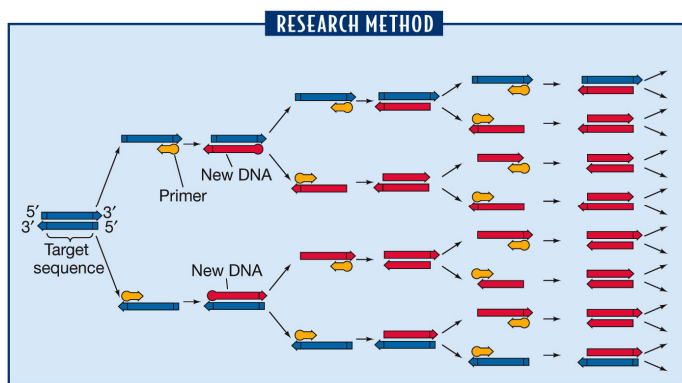 RESEARCH METHOD
New DNA
Primer
5′ 3′
3′ 5′
Target
sequence
New DNA